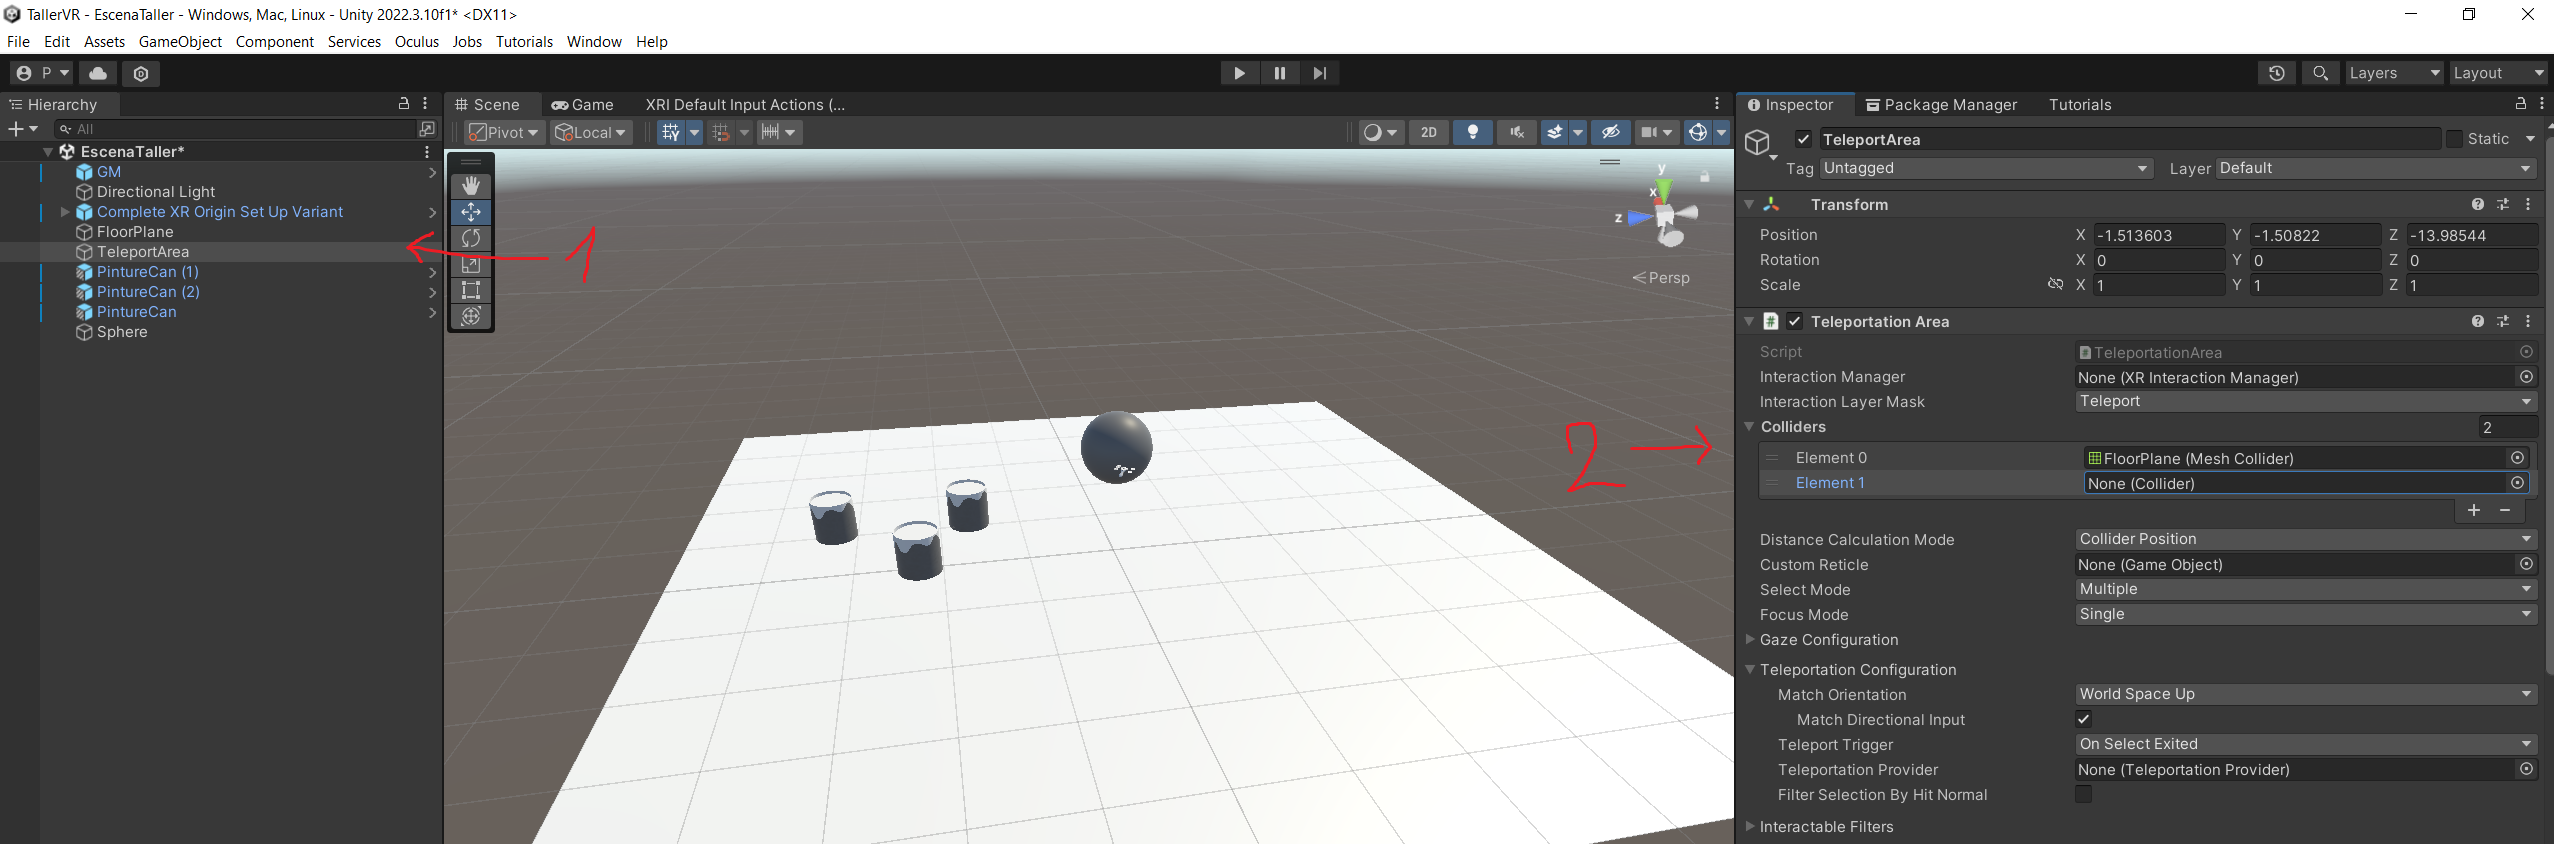 TallerVR - EscenaTaller - Windows, Mac, Linux - Unity 2022.3.10f1* <DX11>
File Edit Assets GameObject Component Services Oculus Jobs Tutorials Window Help
P Layers Layout
Hierarchy
All
EscenaTaller*
GM
Directional Light
Complete XR Origin Set Up Variant
FloorPlane
TeleportArea
PintureCan (1)
PintureCan (2)
PintureCan
Sphere
1
Scene Game XRI Default Input Actions (...
Pivot Local 2D
y
x
z
Persp
2
Inspector Package Manager Tutorials
TeleportArea Static
Tag Untagged Layer Default
Transform
Position X -1.513603 Y -1.50822 Z -13.98544
Rotation X 0 Y 0 Z 0
Scale X 1 Y 1 Z 1
# Teleportation Area
Script TeleportationArea
Interaction Manager None (XR Interaction Manager)
Interaction Layer Mask Teleport
Colliders 2
Element 0 FloorPlane (Mesh Collider)
Element 1 None (Collider)
+ -
Distance Calculation Mode Collider Position
Custom Reticle None (Game Object)
Select Mode Multiple
Focus Mode Single
Gaze Configuration
Teleportation Configuration
Match Orientation World Space Up
Match Directional Input
Teleport Trigger On Select Exited
Teleportation Provider None (Teleportation Provider)
Filter Selection By Hit Normal
Interactable Filters